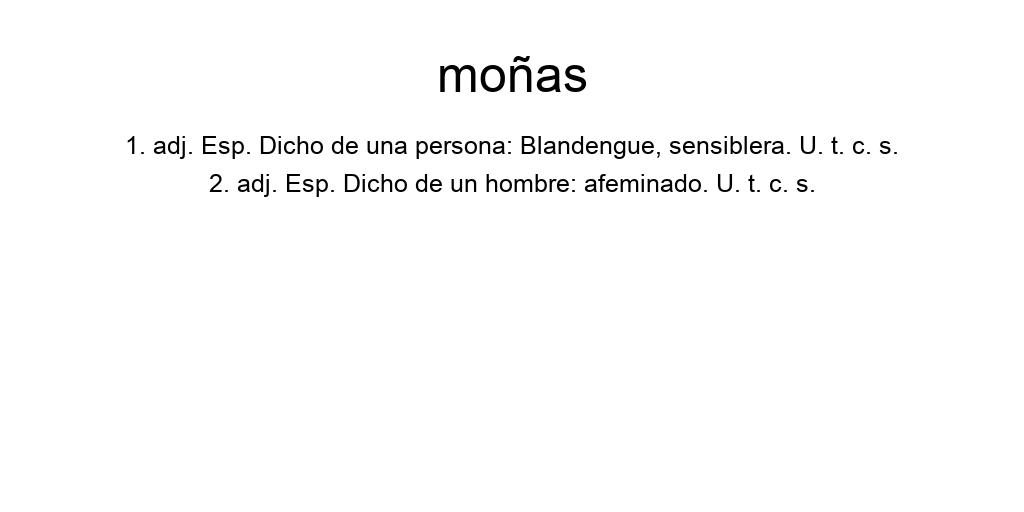 moñas
1. adj. Esp. Dicho de una persona: Blandengue, sensiblera. U. t. c. s.
2. adj. Esp. Dicho de un hombre: afeminado. U. t. c. s.